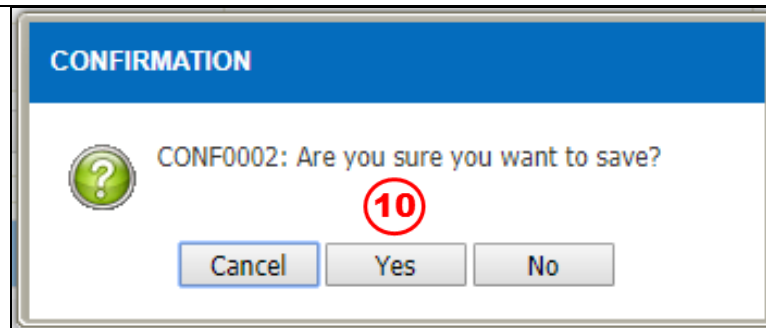 CONFIRMATION
CONF0002: Are you sure you want to save?
10
Cancel Yes No